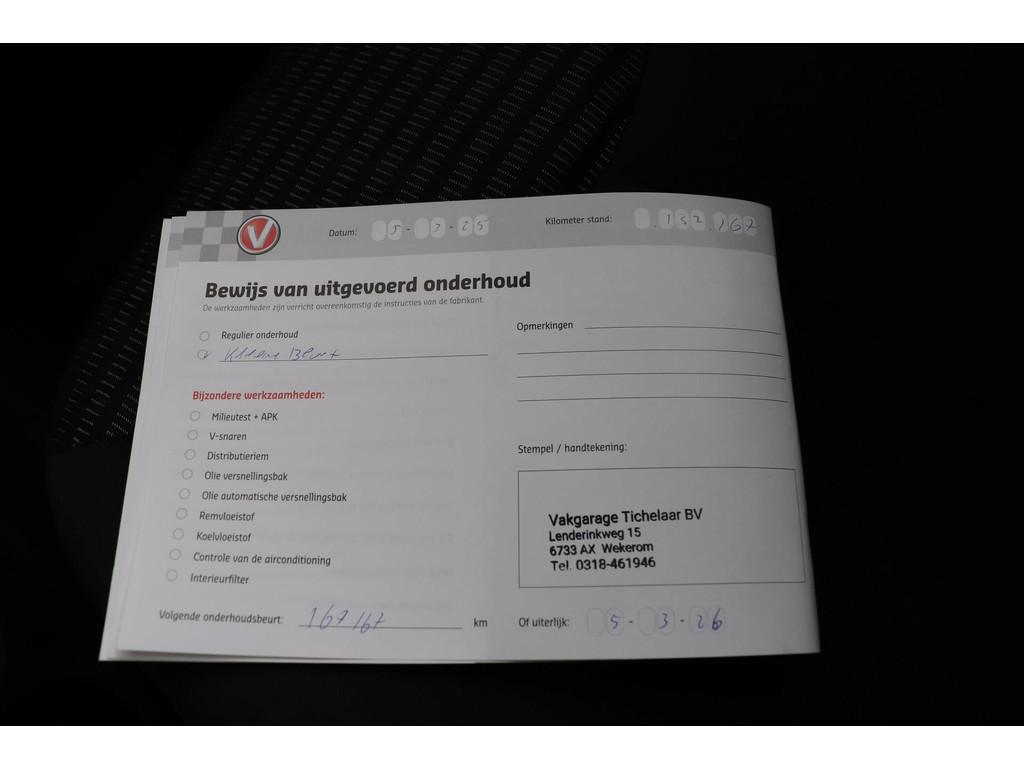 V
Datum: 5-3-25
Kilometer stand: 152.167
Bewijs van uitgevoerd onderhoud
De werkzaamheden zijn verricht overeenkomstig de instructies van de fabrikant.
Regulier onderhoud
Kleine Beurt
Opmerkingen
Bijzondere werkzaamheden:
Milieutest + APK
V-snaren
Distributieriem
Olie versnellingsbak
Olie automatische versnellingsbak
Remvloeistof
Koelvloeistof
Controle van de airconditioning
Interieurfilter
Stempel / handtekening:
Vakgarage Tichelaar BV
Lenderinkweg 15
6733 AX Wekerom
Tel. 0318-461946
Volgende onderhoudsbeurt: 167167 km
Of uiterlijk: 5-3-26